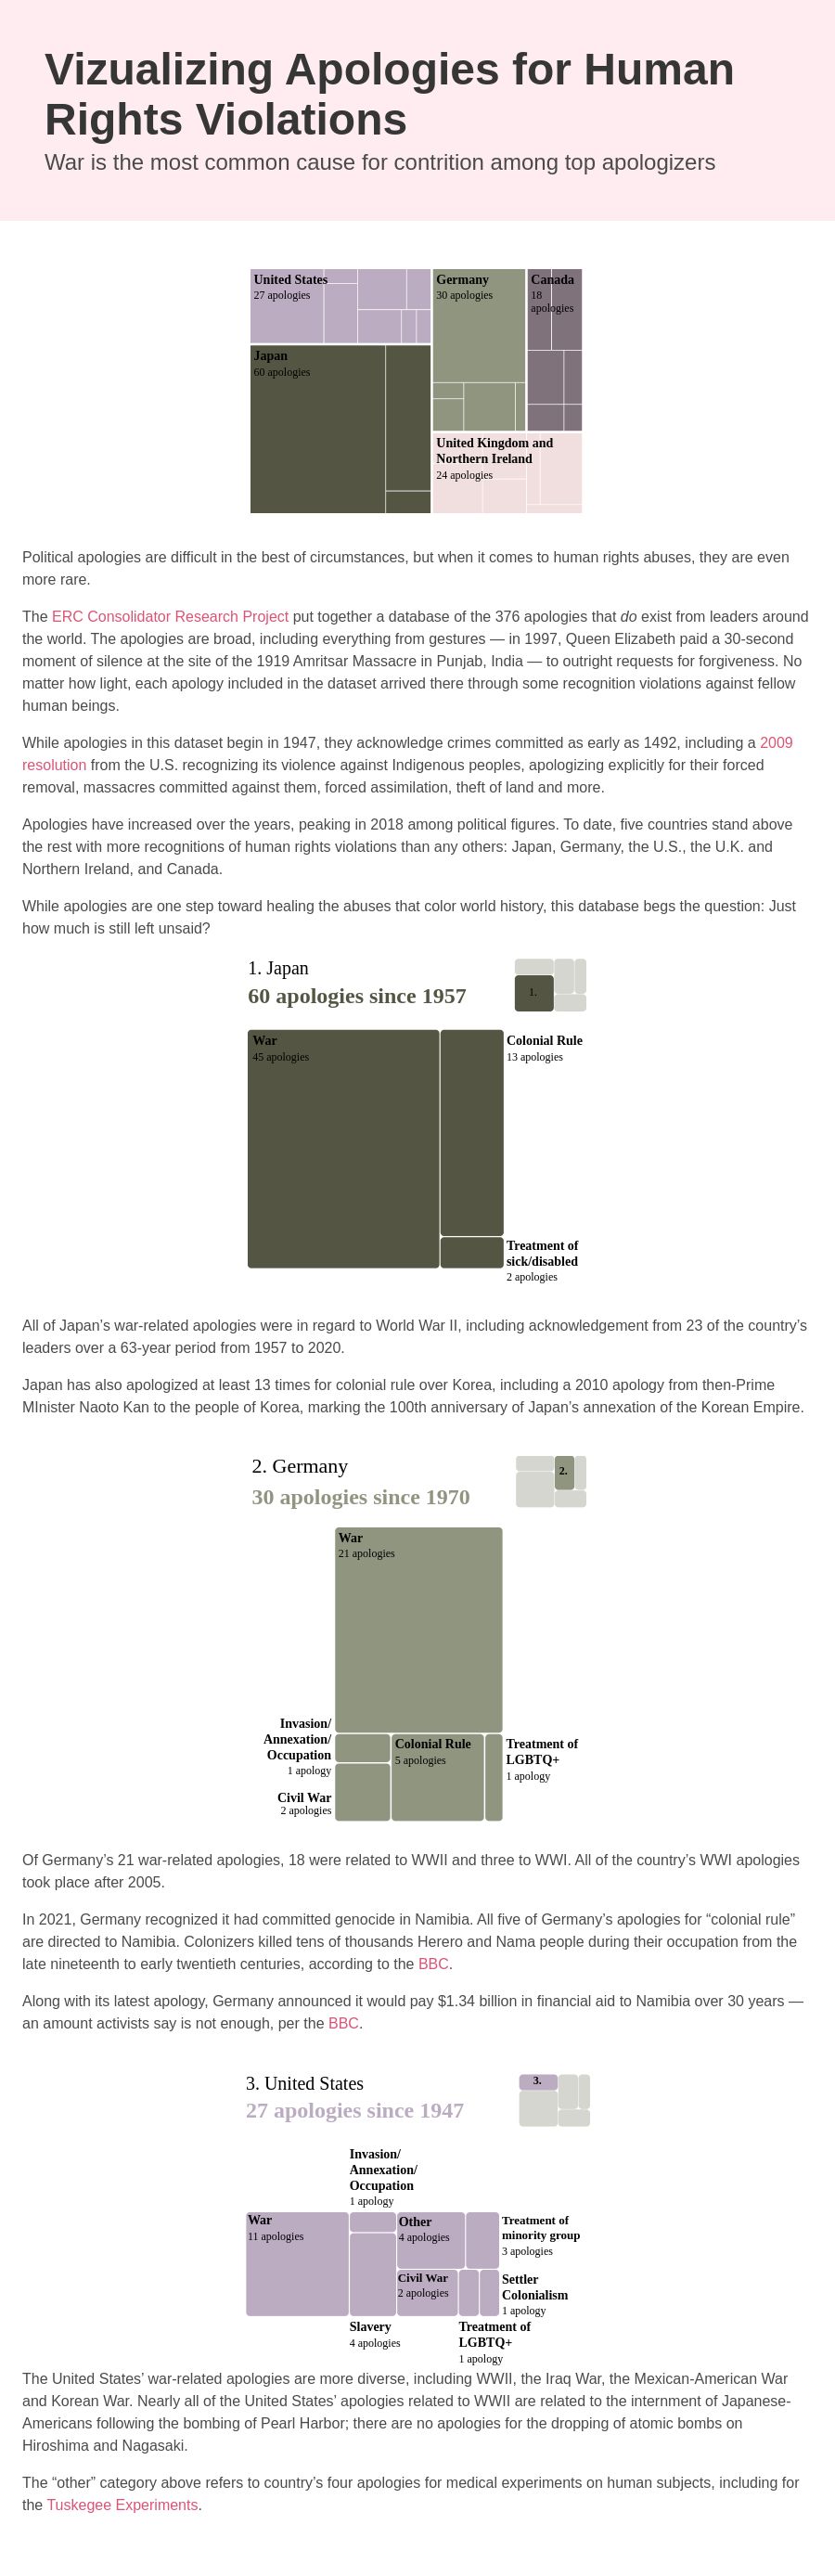 Vizualizing Apologies for Human
Rights Violations
War is the most common cause for contrition among top apologizers
United States
27 apologies
Germany
30 apologies
Canada
18
apologies
Japan
60 apologies
United Kingdom and
Northern Ireland
24 apologies
Political apologies are difficult in the best of circumstances, but when it comes to human rights abuses, they are even
more rare.
The ERC Consolidator Research Project put together a database of the 376 apologies that do exist from leaders around
the world. The apologies are broad, including everything from gestures — in 1997, Queen Elizabeth paid a 30-second
moment of silence at the site of the 1919 Amritsar Massacre in Punjab, India — to outright requests for forgiveness. No
matter how light, each apology included in the dataset arrived there through some recognition violations against fellow
human beings.
While apologies in this dataset begin in 1947, they acknowledge crimes committed as early as 1492, including a 2009
resolution from the U.S. recognizing its violence against Indigenous peoples, apologizing explicitly for their forced
removal, massacres committed against them, forced assimilation, theft of land and more.
Apologies have increased over the years, peaking in 2018 among political figures. To date, five countries stand above
the rest with more recognitions of human rights violations than any others: Japan, Germany, the U.S., the U.K. and
Northern Ireland, and Canada.
While apologies are one step toward healing the abuses that color world history, this database begs the question: Just
how much is still left unsaid?
1. Japan
60 apologies since 1957
1.
War
45 apologies
Colonial Rule
13 apologies
Treatment of
sick/disabled
2 apologies
All of Japan's war-related apologies were in regard to World War II, including acknowledgement from 23 of the country's
leaders over a 63-year period from 1957 to 2020.
Japan has also apologized at least 13 times for colonial rule over Korea, including a 2010 apology from then-Prime
MInister Naoto Kan to the people of Korea, marking the 100th anniversary of Japan's annexation of the Korean Empire.
2. Germany
30 apologies since 1970
2.
War
21 apologies
Invasion/
Annexation/
Occupation
1 apology
Civil War
2 apologies
Colonial Rule
5 apologies
Treatment of
LGBTQ+
1 apology
Of Germany's 21 war-related apologies, 18 were related to WWII and three to WWI. All of the country's WWI apologies
took place after 2005.
In 2021, Germany recognized it had committed genocide in Namibia. All five of Germany's apologies for “colonial rule”
are directed to Namibia. Colonizers killed tens of thousands Herero and Nama people during their occupation from the
late nineteenth to early twentieth centuries, according to the BBC.
Along with its latest apology, Germany announced it would pay $1.34 billion in financial aid to Namibia over 30 years —
an amount activists say is not enough, per the BBC.
3. United States
27 apologies since 1947
3.
Invasion/
Annexation/
Occupation
1 apology
War
11 apologies
Other
4 apologies
Treatment of
minority group
3 apologies
Civil War
2 apologies
Settler
Colonialism
1 apology
Slavery
4 apologies
Treatment of
LGBTQ+
1 apology
The United States' war-related apologies are more diverse, including WWII, the Iraq War, the Mexican-American War
and Korean War. Nearly all of the United States' apologies related to WWII are related to the internment of Japanese-
Americans following the bombing of Pearl Harbor; there are no apologies for the dropping of atomic bombs on
Hiroshima and Nagasaki.
The “other” category above refers to country's four apologies for medical experiments on human subjects, including for
the Tuskegee Experiments.